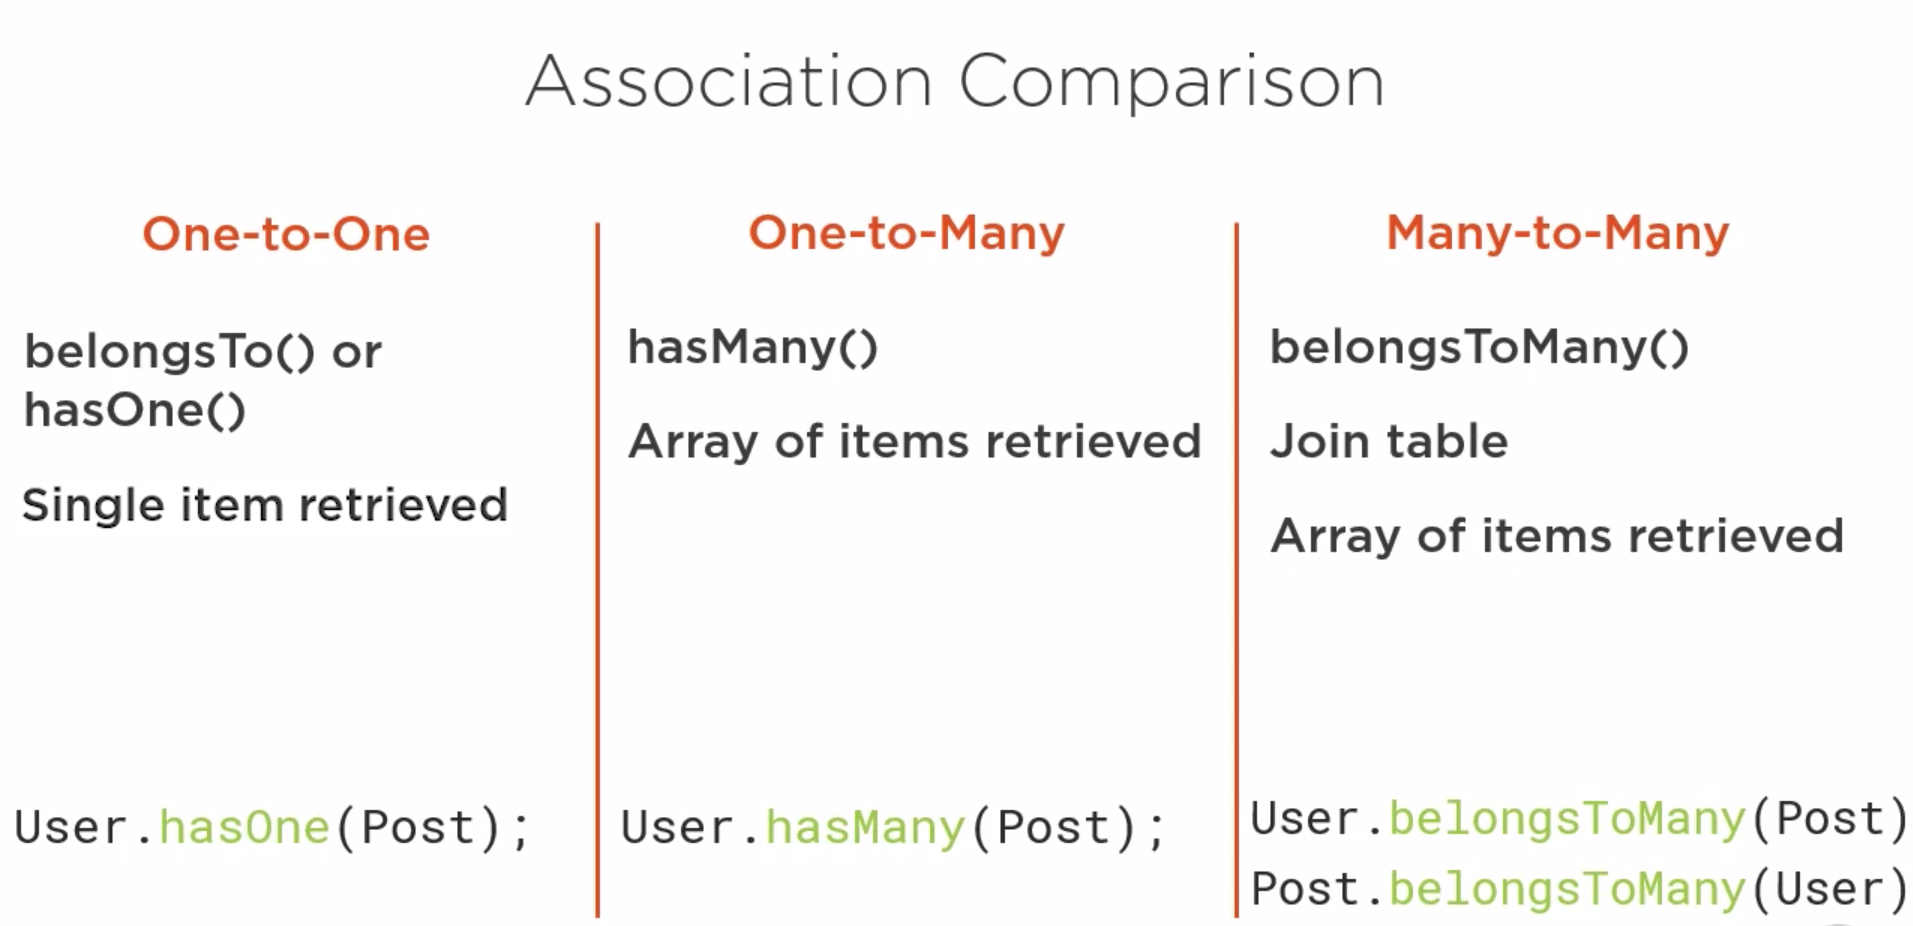 Association Comparison
One-to-One
belongsTo() or
hasOne()
Single item retrieved
User.hasOne(Post);
One-to-Many
hasMany()
Array of items retrieved
User.hasMany(Post);
Many-to-Many
belongsToMany()
Join table
Array of items retrieved
User.belongsToMany(Post)
Post.belongsToMany(User)